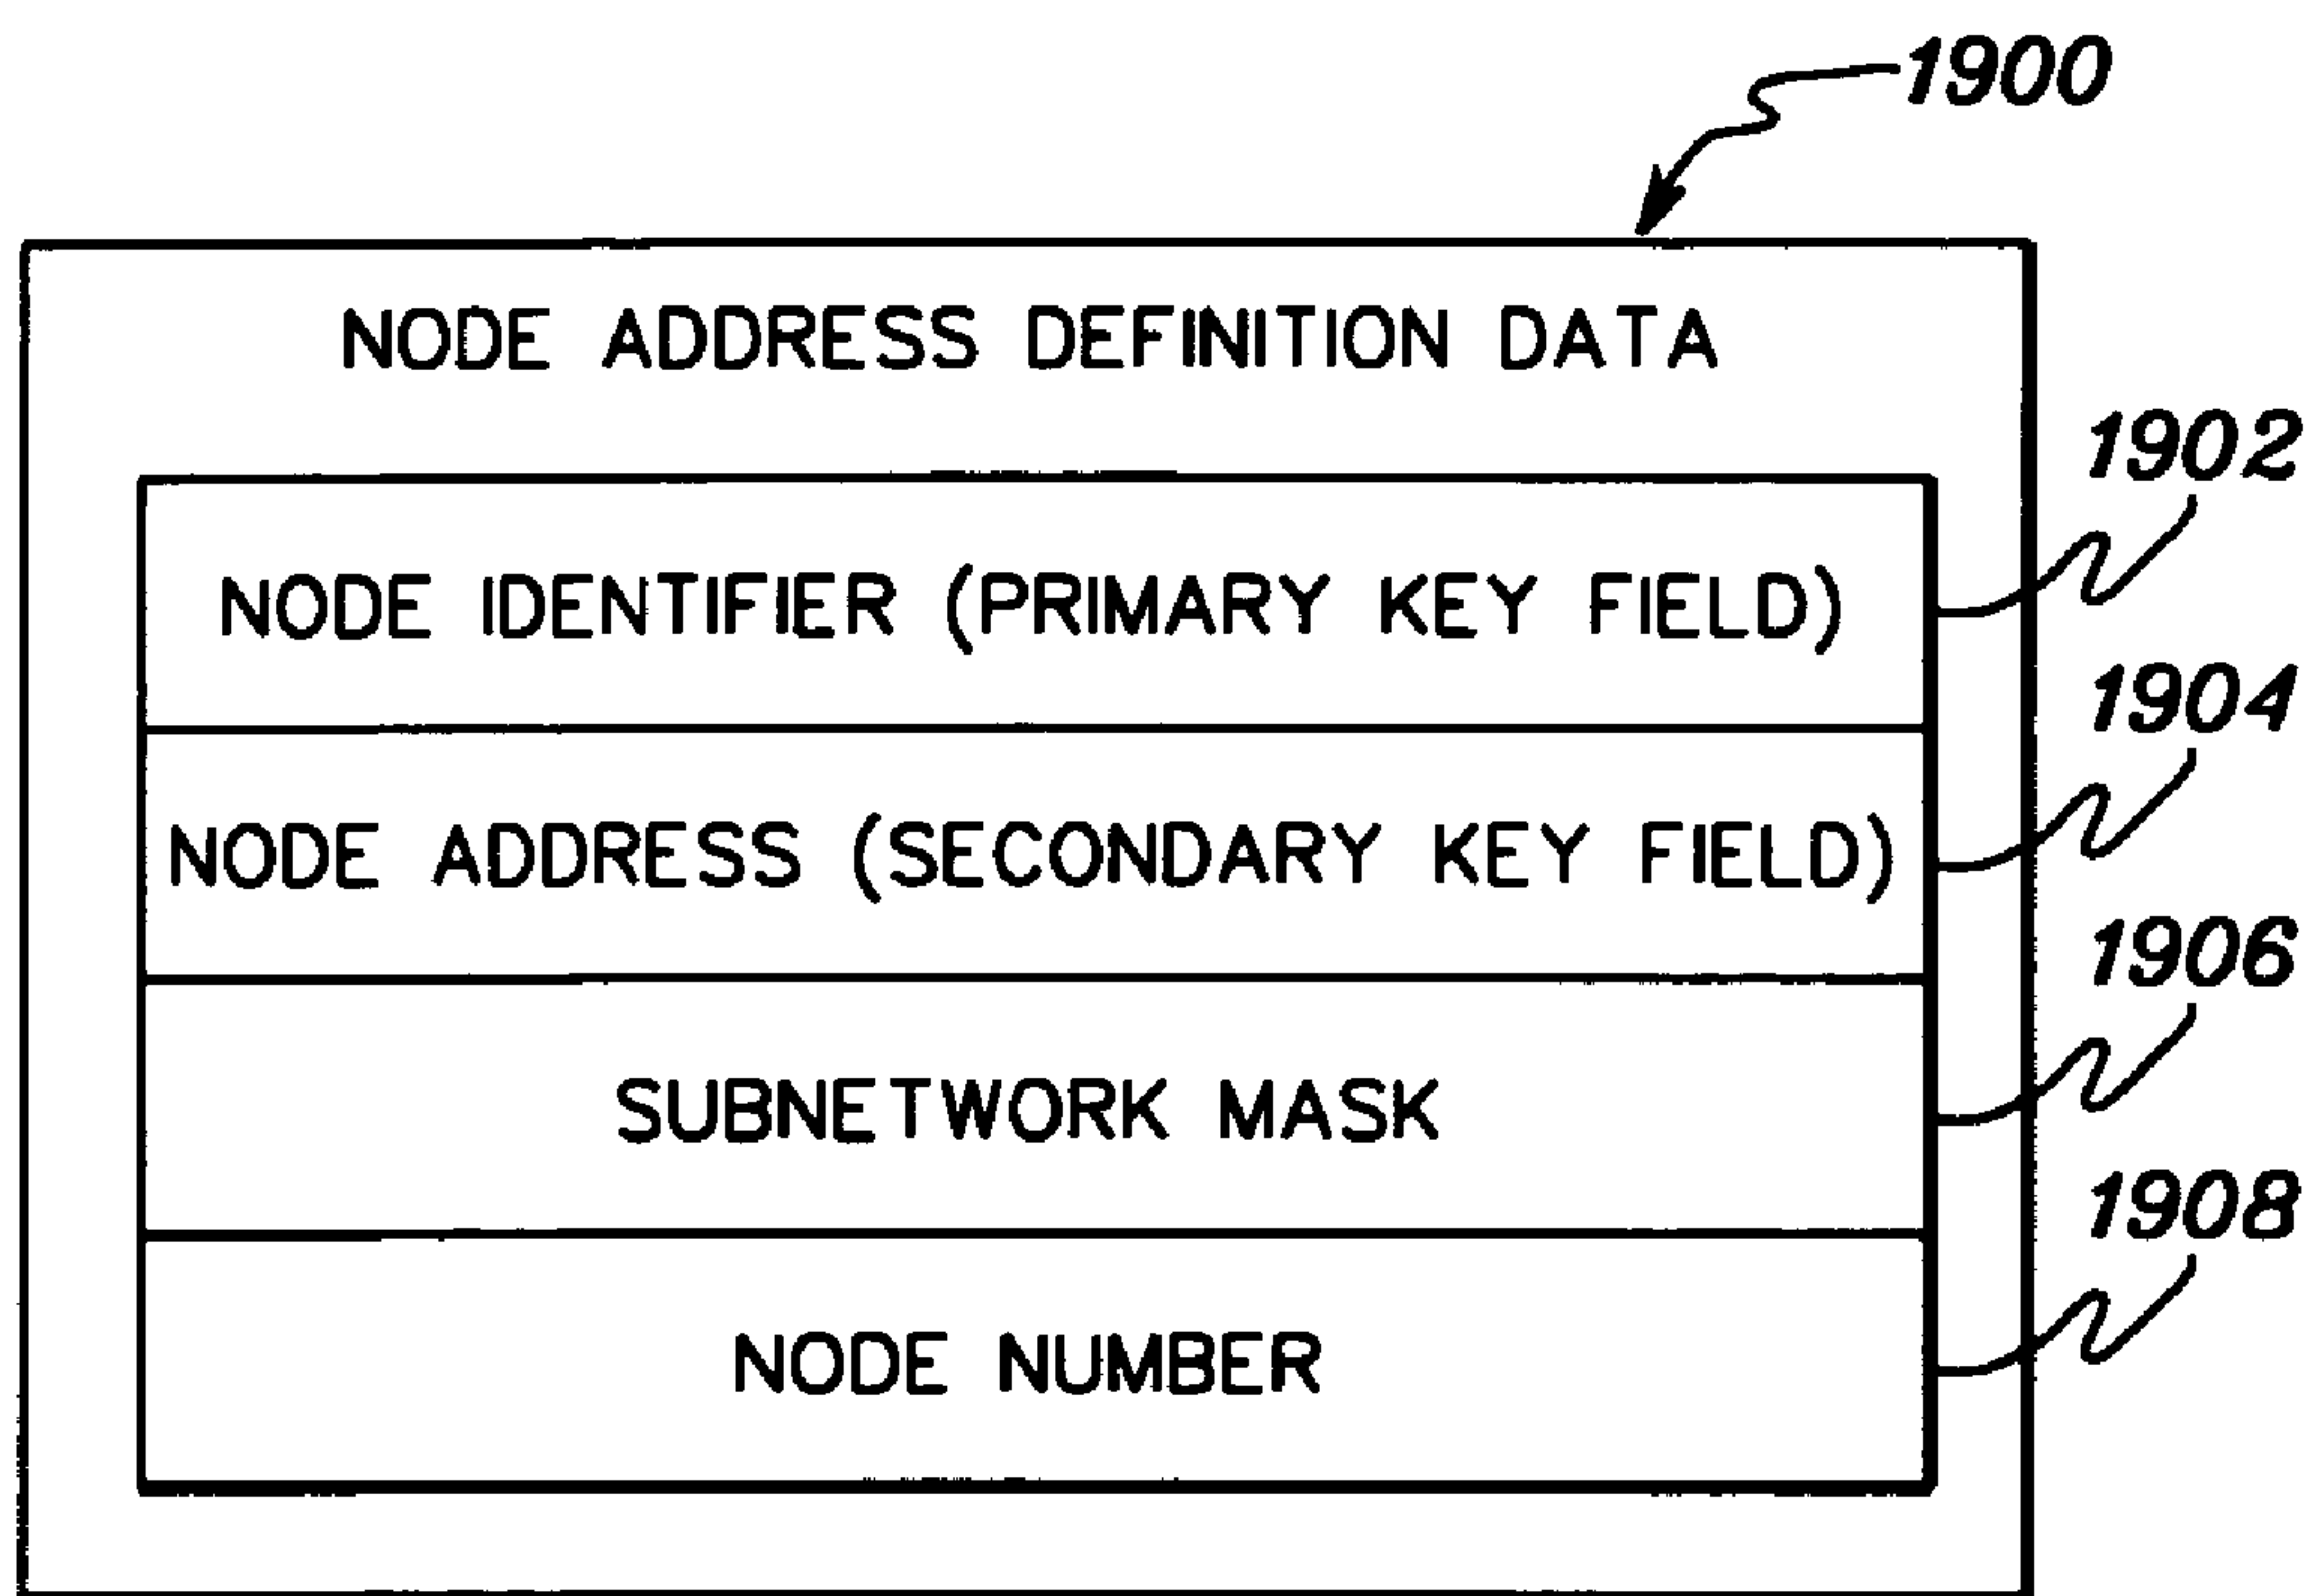 1900
NODE ADDRESS DEFINITION DATA
1902
NODE IDENTIFIER (PRIMARY KEY FIELD)
1904
NODE ADDRESS (SECONDARY KEY FIELD)
1906
SUBNETWORK MASK
1908
NODE NUMBER